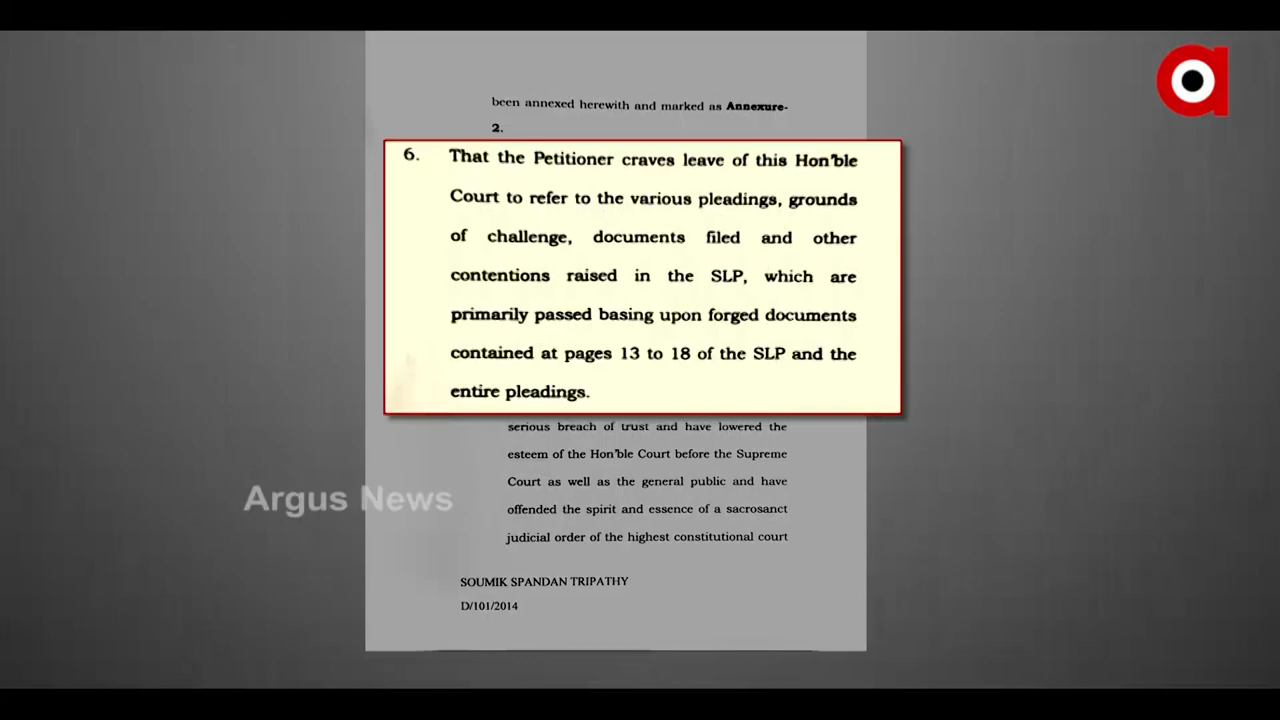 been annexed herewith and marked as Annexure-
2.
6. That the Petitioner craves leave of this Hon'ble
Court to refer to the various pleadings, grounds
of challenge, documents filed and other
contentions raised in the SLP, which are
primarily passed basing upon forged documents
contained at pages 13 to 18 of the SLP and the
entire pleadings.
serious breach of trust and have lowered the
esteem of the Hon'ble Court before the Supreme
Court as well as the general public and have
offended the spirit and essence of a sacrosanct
judicial order of the highest constitutional court
Argus News
SOUMIK SPANDAN TRIPATHY
D/101/2014